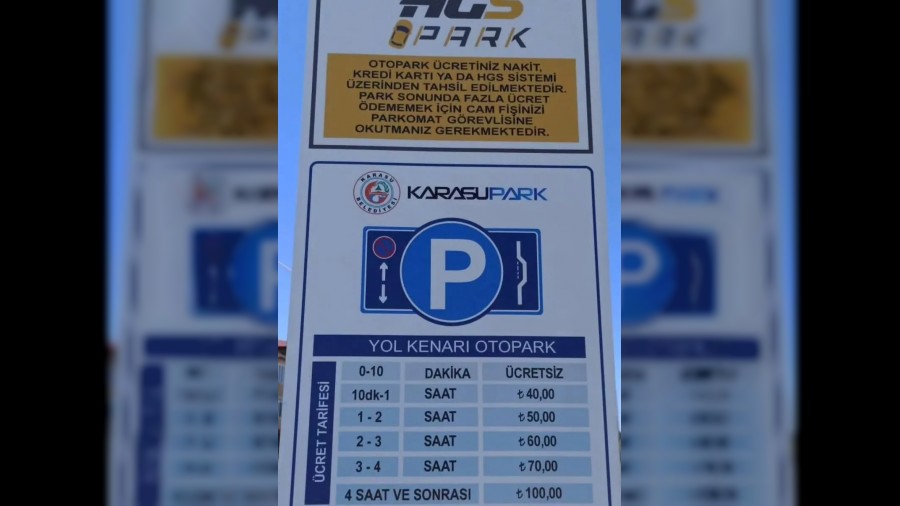 HGS
PARK
OTOPARK ÜCRETİNİZ NAKİT,
KREDİ KARTI YA DA HGS SİSTEMİ
ÜZERİNDEN TAHSİL EDİLMEKTEDİR.
PARK SONUNDA FAZLA ÜCRET
ÖDEMEMEK İÇİN CAM FİŞİNİZİ
PARKOMAT GÖREVLİSİNE
OKUTMANIZ GEREKMEKTEDİR.
KARASU BELEDİYESİ
KARASUPARK
P
YOL KENARI OTOPARK
ÜCRET TARİFESİ
0-10 DAKİKA ÜCRETSİZ
10dk-1 SAAT ₺40,00
1 - 2 SAAT ₺50,00
2 - 3 SAAT ₺60,00
3 - 4 SAAT ₺70,00
4 SAAT VE SONRASI ₺100,00